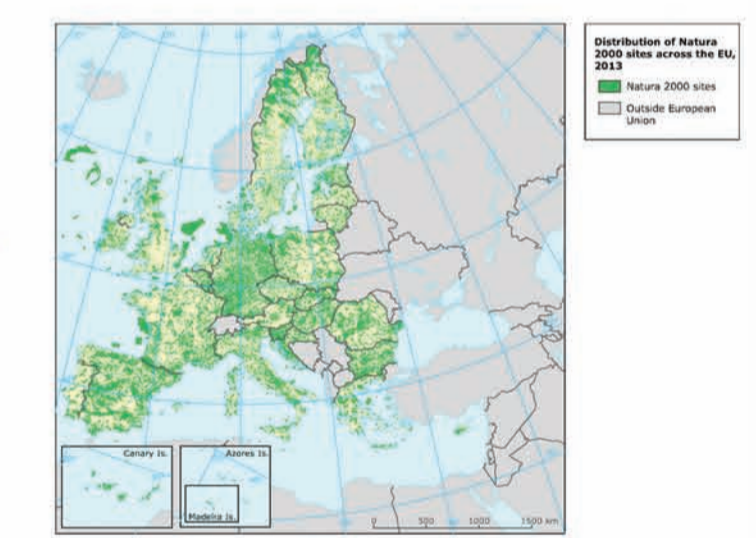 Distribution of Natura
2000 sites across the EU,
2013
Natura 2000 sites
Outside European
Union
Canary Is.
Azores Is.
Madeira Is.
0 500 1000 1500 km